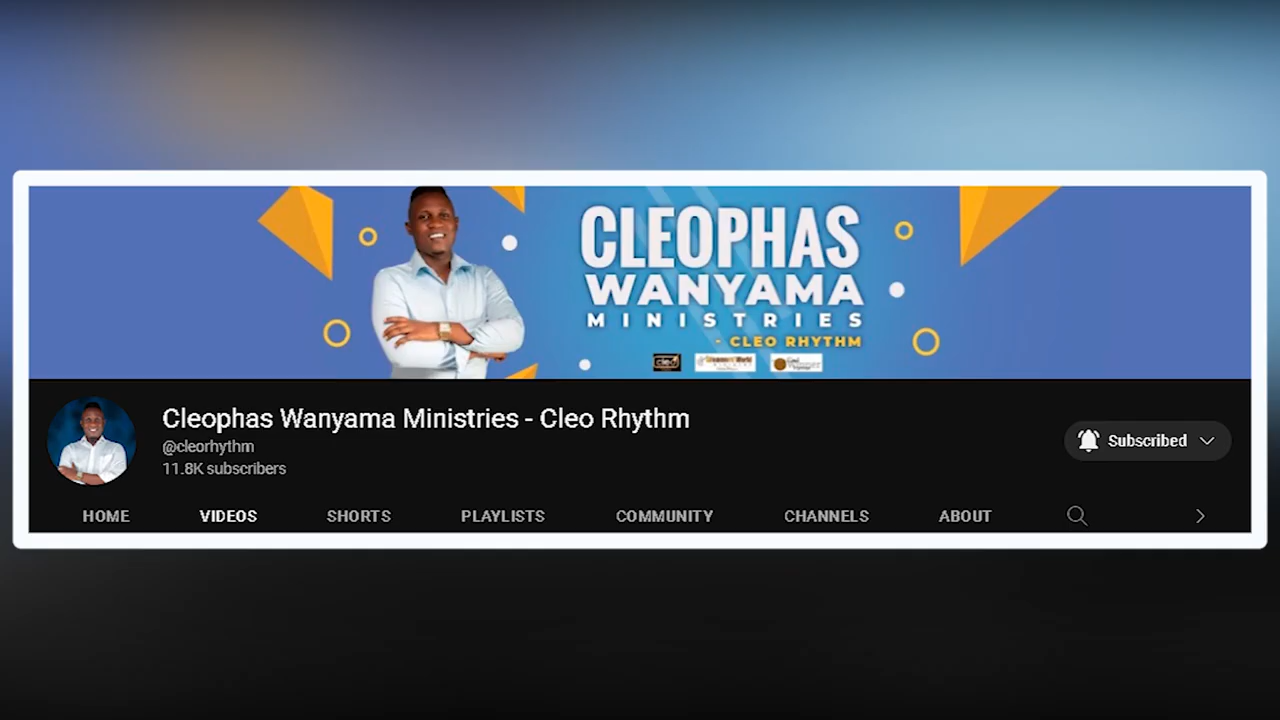 CLEOPHAS
WANYAMA
MINISTRIES
- CLEO RHYTHM
cleo
Cleophas Wanyama Ministries - Cleo Rhythm
@cleorhythm
11.8K subscribers
Subscribed
HOME VIDEOS SHORTS PLAYLISTS COMMUNITY CHANNELS ABOUT